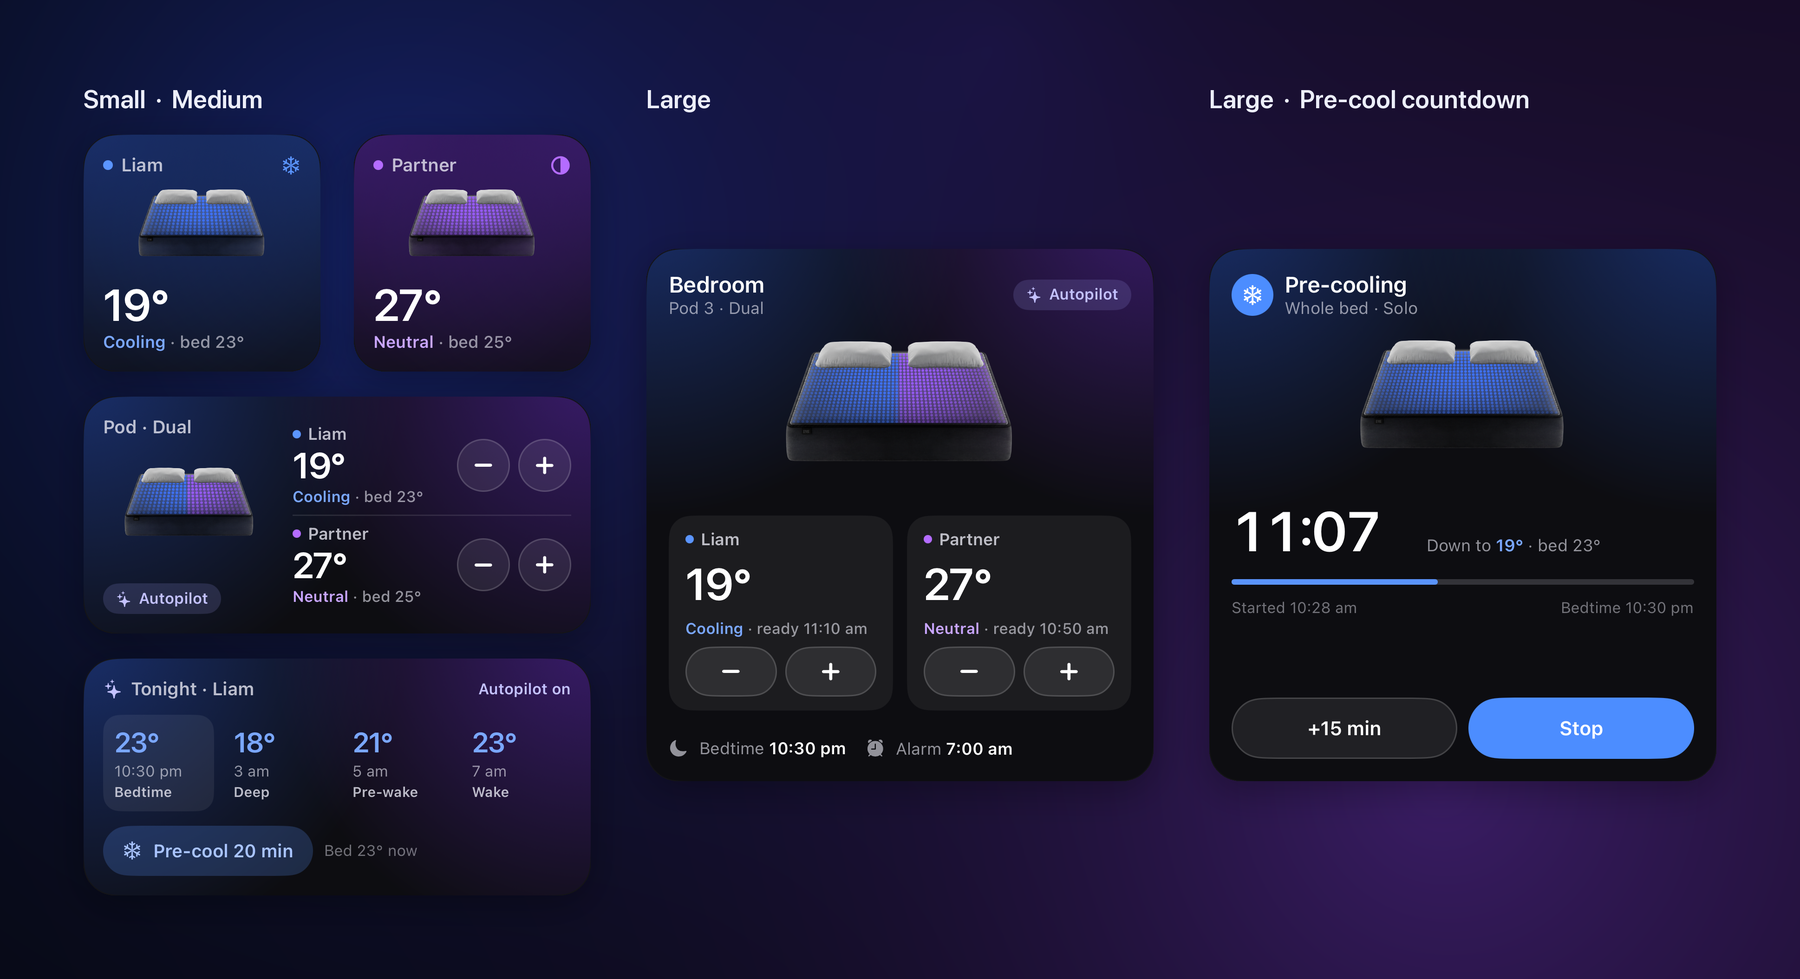 Small · Medium
Liam
19°
Cooling · bed 23°
Partner
27°
Neutral · bed 25°
Pod · Dual
Autopilot
Liam
19°
Cooling · bed 23°
− +
Partner
27°
Neutral · bed 25°
− +
Tonight · Liam
Autopilot on
23°
10:30 pm
Bedtime
18°
3 am
Deep
21°
5 am
Pre-wake
23°
7 am
Wake
Pre-cool 20 min
Bed 23° now
Large
Bedroom
Pod 3 · Dual
Autopilot
Liam
19°
Cooling · ready 11:10 am
− +
Partner
27°
Neutral · ready 10:50 am
− +
Bedtime 10:30 pm
Alarm 7:00 am
Large · Pre-cool countdown
Pre-cooling
Whole bed · Solo
11:07
Down to 19° · bed 23°
Started 10:28 am
Bedtime 10:30 pm
+15 min
Stop